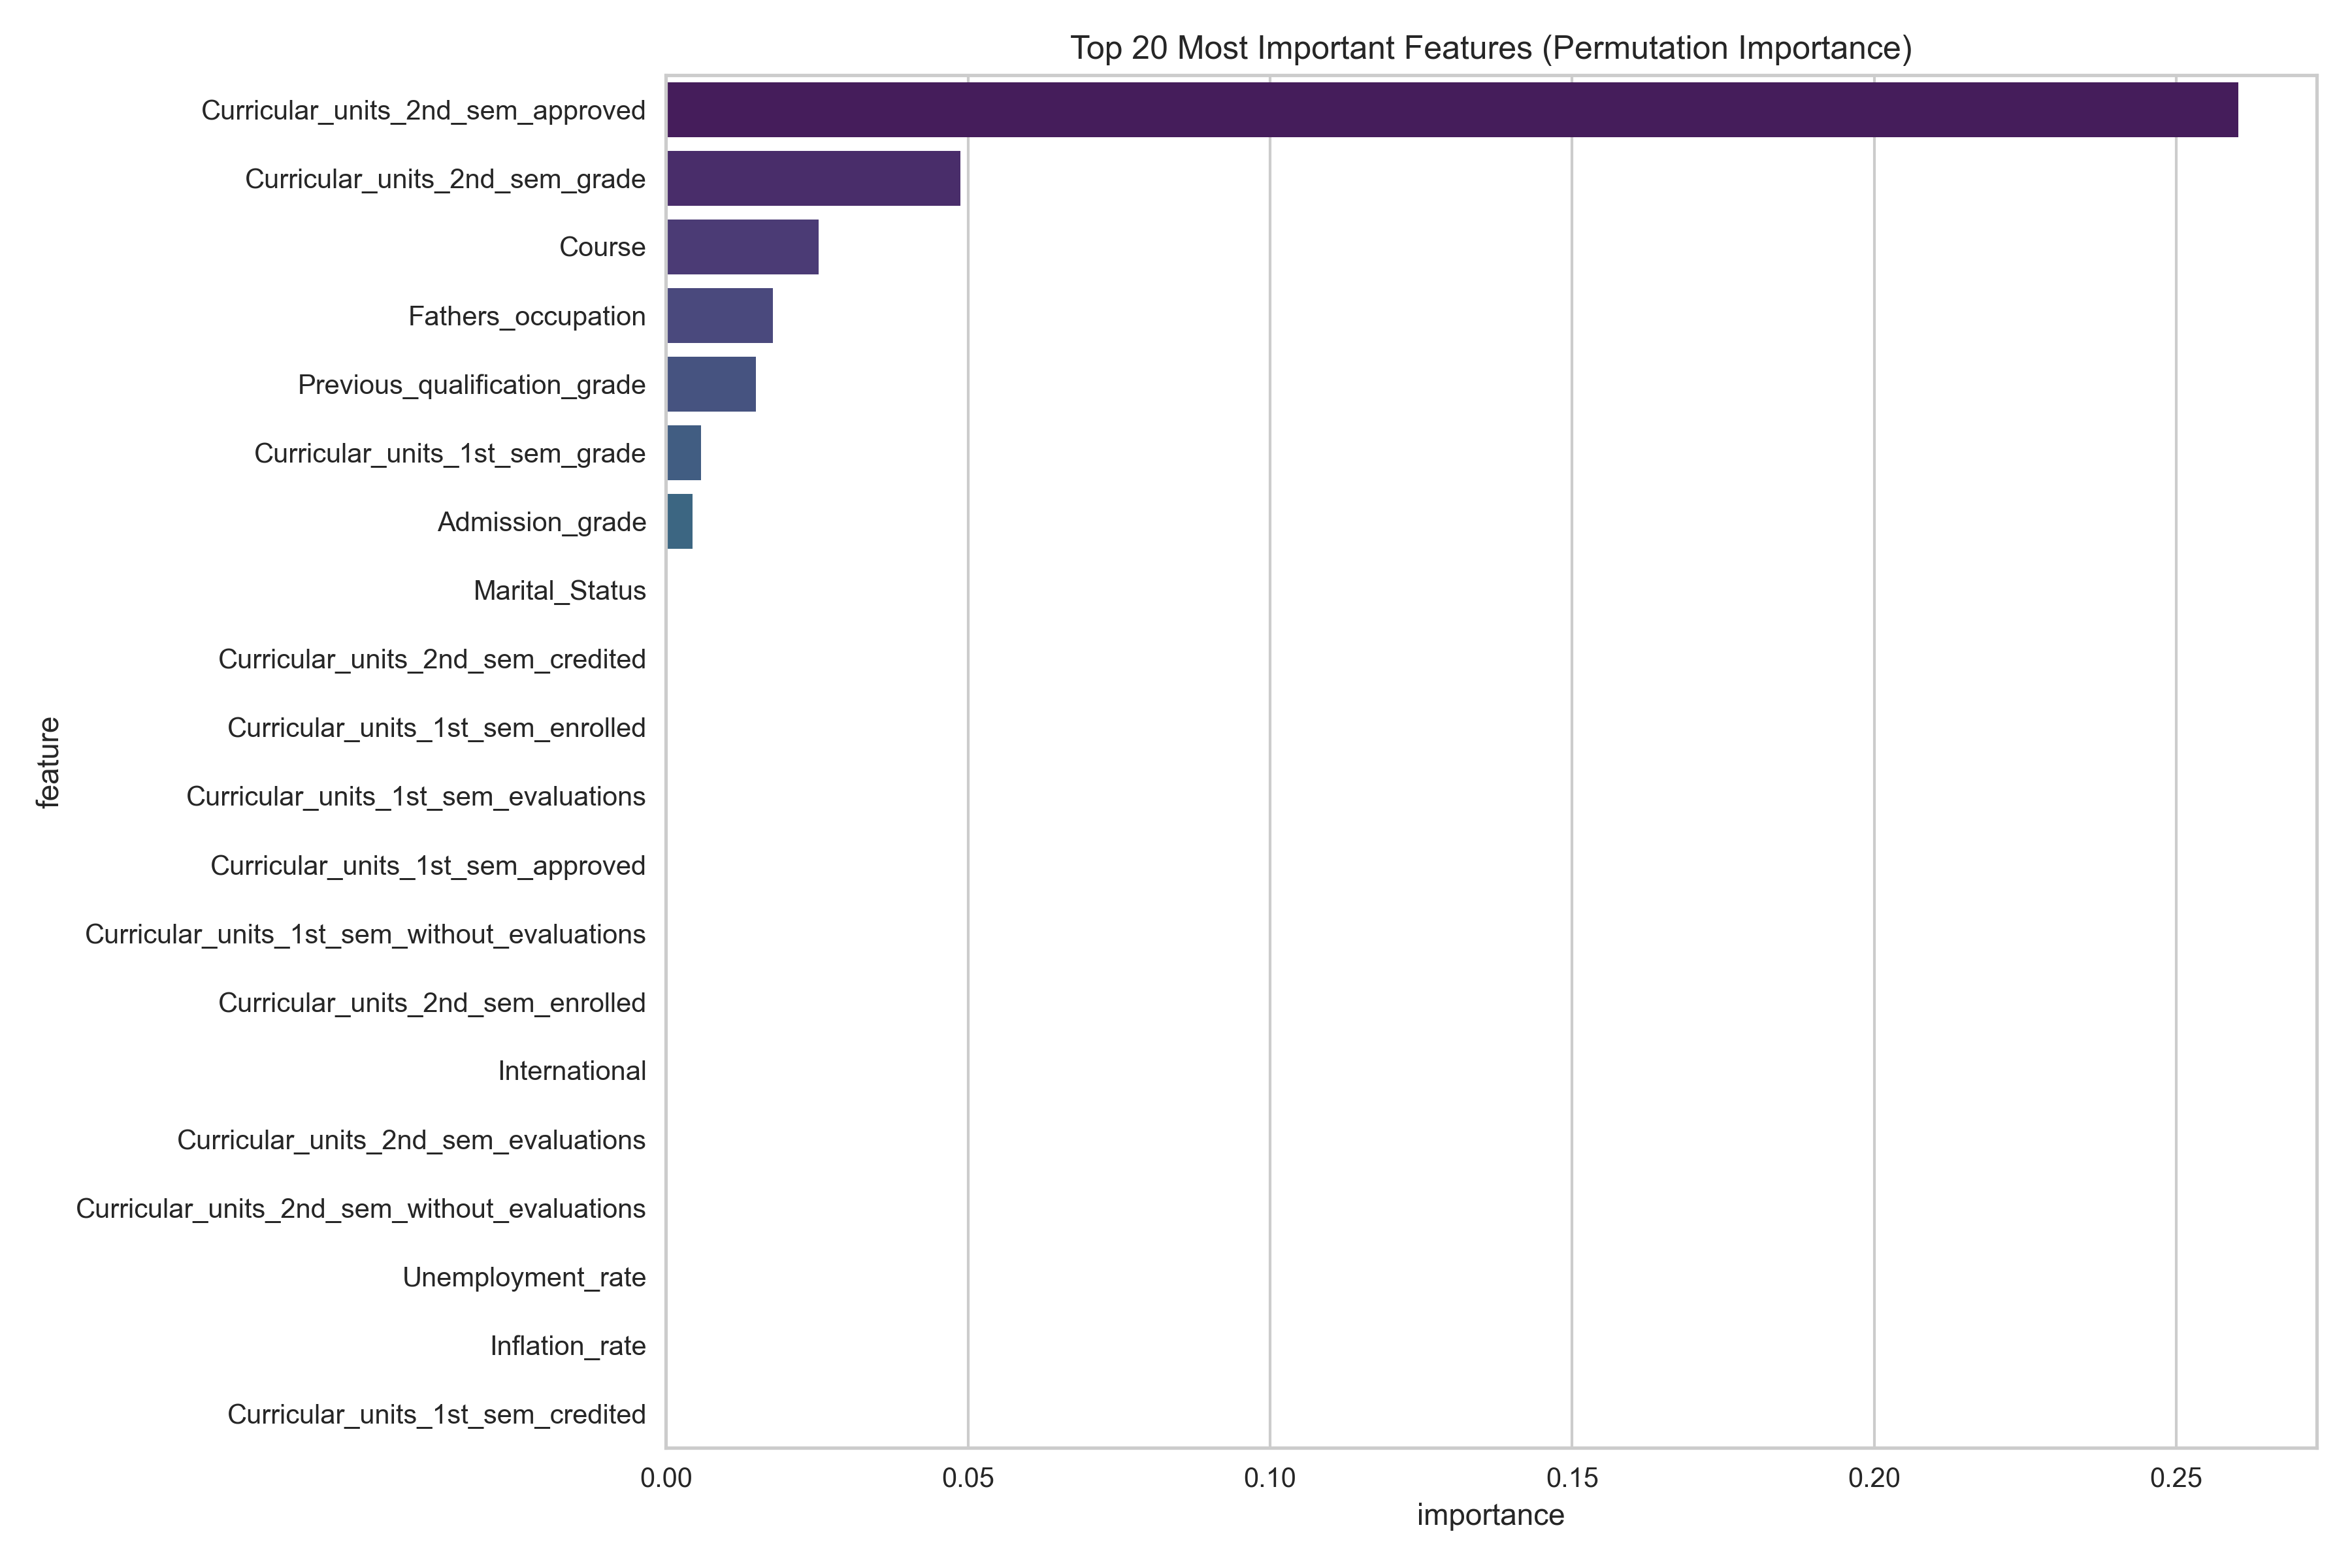 Top 20 Most Important Features (Permutation Importance)
Curricular_units_2nd_sem_approved
Curricular_units_2nd_sem_grade
Course
Fathers_occupation
Previous_qualification_grade
Curricular_units_1st_sem_grade
Admission_grade
Marital_Status
Curricular_units_2nd_sem_credited
Curricular_units_1st_sem_enrolled
Curricular_units_1st_sem_evaluations
Curricular_units_1st_sem_approved
Curricular_units_1st_sem_without_evaluations
Curricular_units_2nd_sem_enrolled
International
Curricular_units_2nd_sem_evaluations
Curricular_units_2nd_sem_without_evaluations
Unemployment_rate
Inflation_rate
Curricular_units_1st_sem_credited
feature
0.00 0.05 0.10 0.15 0.20 0.25
importance